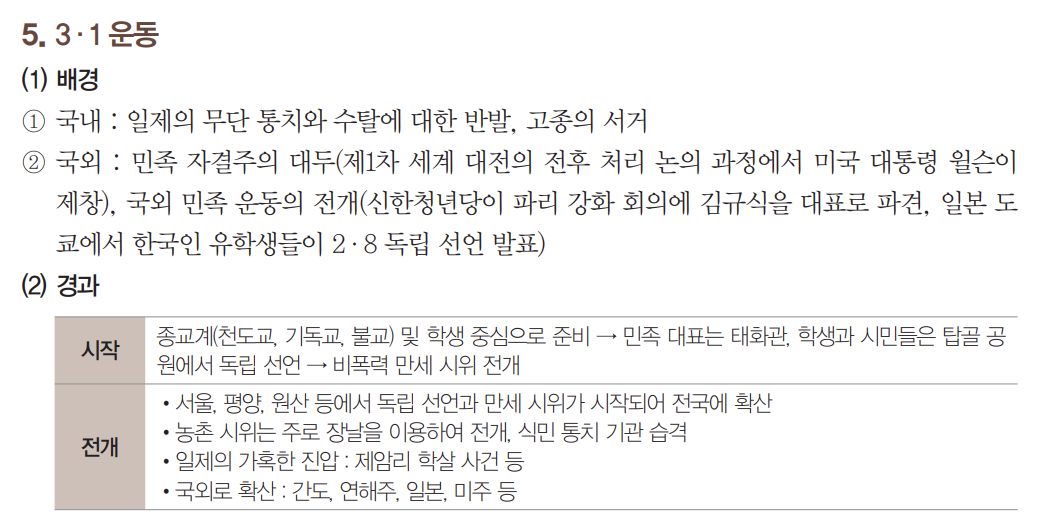 5. 3·1 운동
(1) 배경
① 국내 : 일제의 무단 통치와 수탈에 대한 반발, 고종의 서거
② 국외 : 민족 자결주의 대두(제1차 세계 대전의 전후 처리 논의 과정에서 미국 대통령 윌슨이
제창), 국외 민족 운동의 전개(신한청년당이 파리 강화 회의에 김규식을 대표로 파견, 일본 도
쿄에서 한국인 유학생들이 2·8 독립 선언 발표)
(2) 경과
시작
종교계(천도교, 기독교, 불교) 및 학생 중심으로 준비 → 민족 대표는 태화관, 학생과 시민들은 탑골 공
원에서 독립 선언 → 비폭력 만세 시위 전개
전개
• 서울, 평양, 원산 등에서 독립 선언과 만세 시위가 시작되어 전국에 확산
• 농촌 시위는 주로 장날을 이용하여 전개, 식민 통치 기관 습격
• 일제의 가혹한 진압 : 제암리 학살 사건 등
• 국외로 확산 : 간도, 연해주, 일본, 미주 등